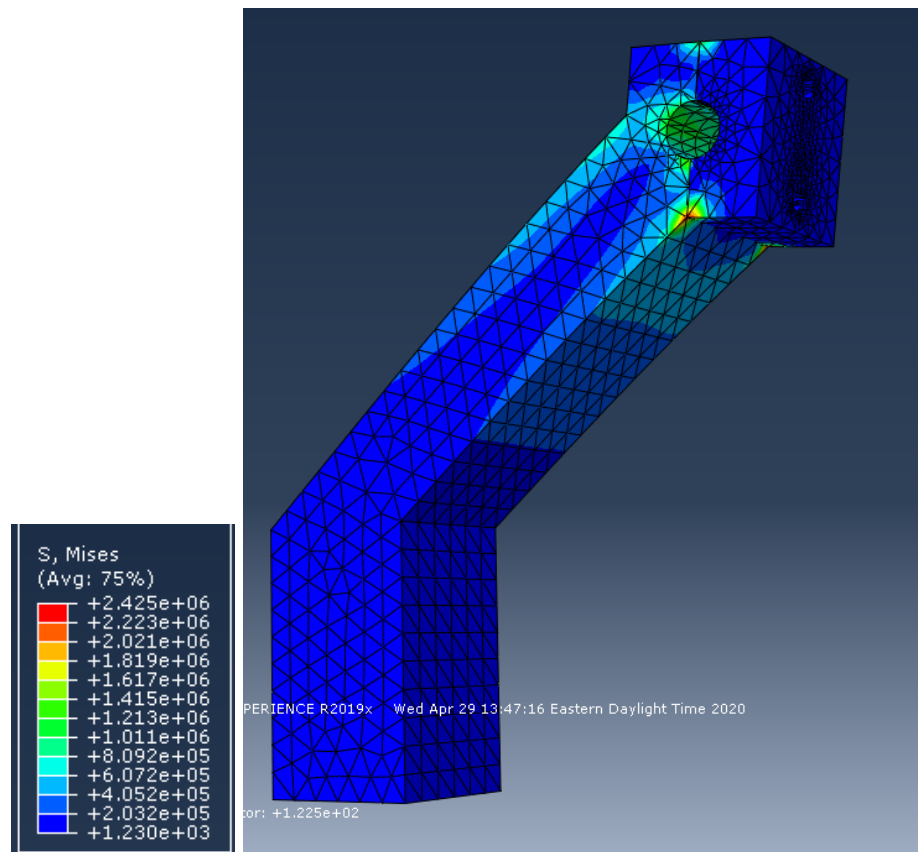 S, Mises
(Avg: 75%)
+2.425e+06
+2.223e+06
+2.021e+06
+1.819e+06
+1.617e+06
+1.415e+06
+1.213e+06
+1.011e+06
+8.092e+05
+6.072e+05
+4.052e+05
+2.032e+05
+1.230e+03
PERIENCE R2019x Wed Apr 29 13:47:16 Eastern Daylight Time 2020
tor: +1.225e+02